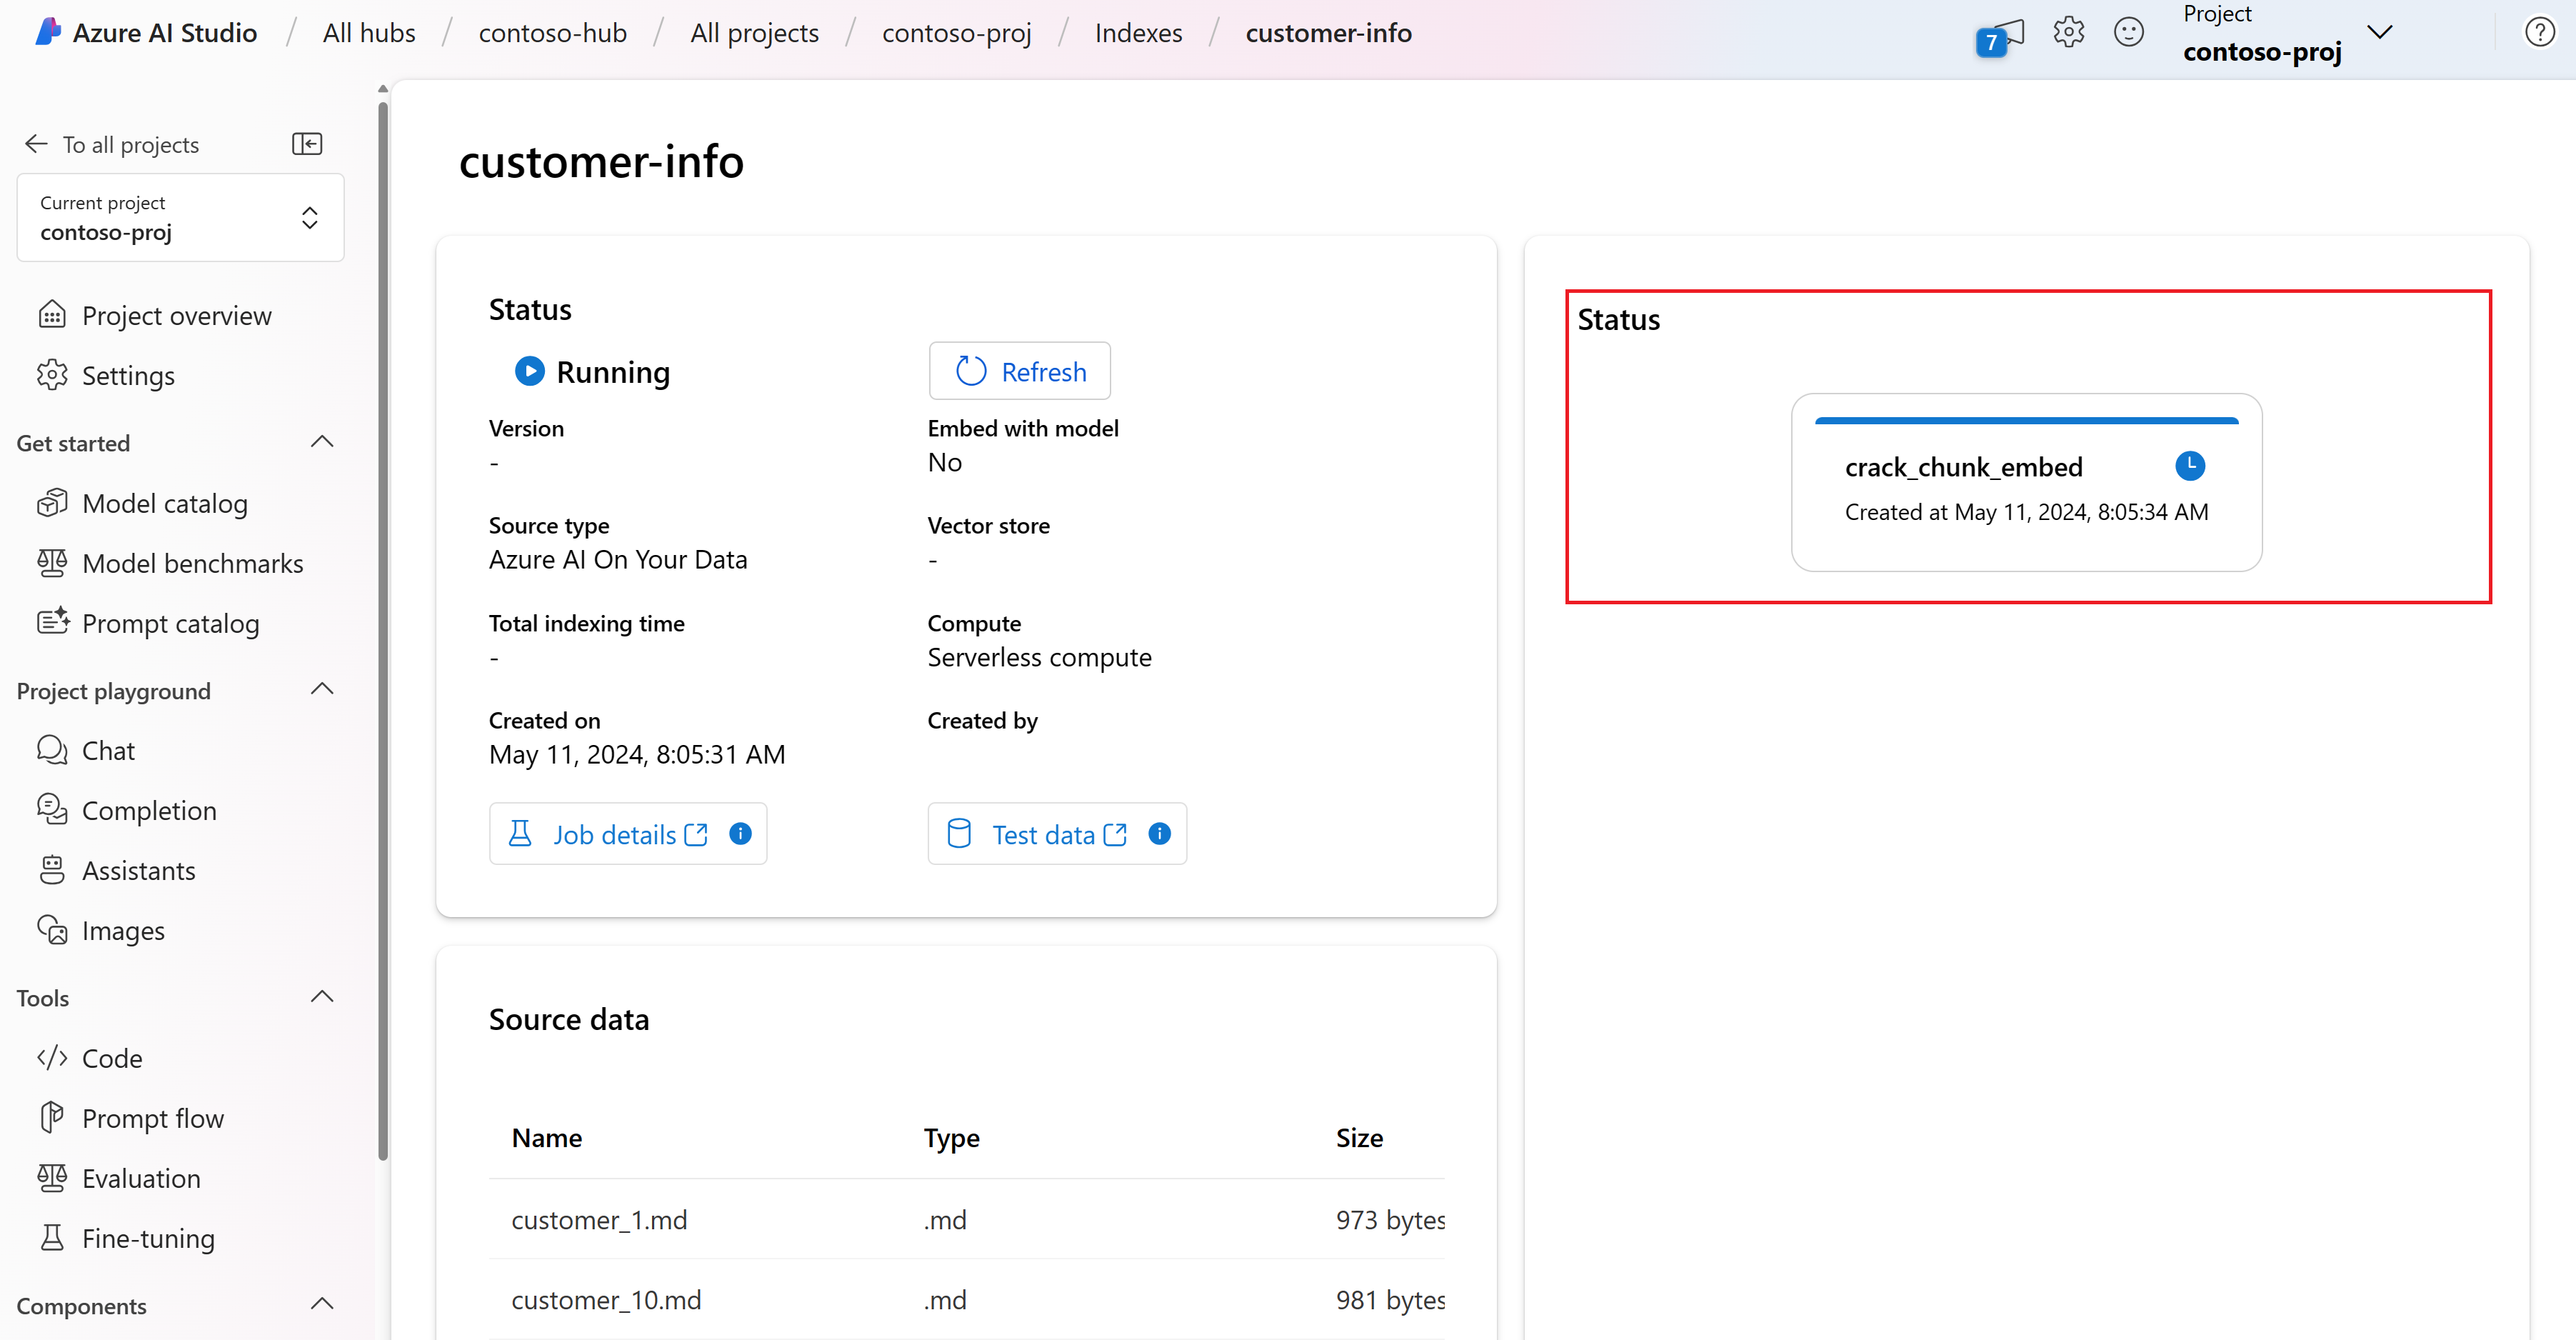 Azure AI Studio / All hubs / contoso-hub / All projects / contoso-proj / Indexes / customer-info
7
Project
contoso-proj
To all projects
Current project
contoso-proj
Project overview
Settings
Get started
Model catalog
Model benchmarks
Prompt catalog
Project playground
Chat
Completion
Assistants
Images
Tools
Code
Prompt flow
Evaluation
Fine-tuning
Components
customer-info
Status
Running
Refresh
Version
-
Embed with model
No
Source type
Azure AI On Your Data
Vector store
-
Total indexing time
-
Compute
Serverless compute
Created on
May 11, 2024, 8:05:31 AM
Created by
Job details
Test data
Source data
Name Type Size
customer_1.md .md 973 bytes
customer_10.md .md 981 bytes
Status
crack_chunk_embed
Created at May 11, 2024, 8:05:34 AM